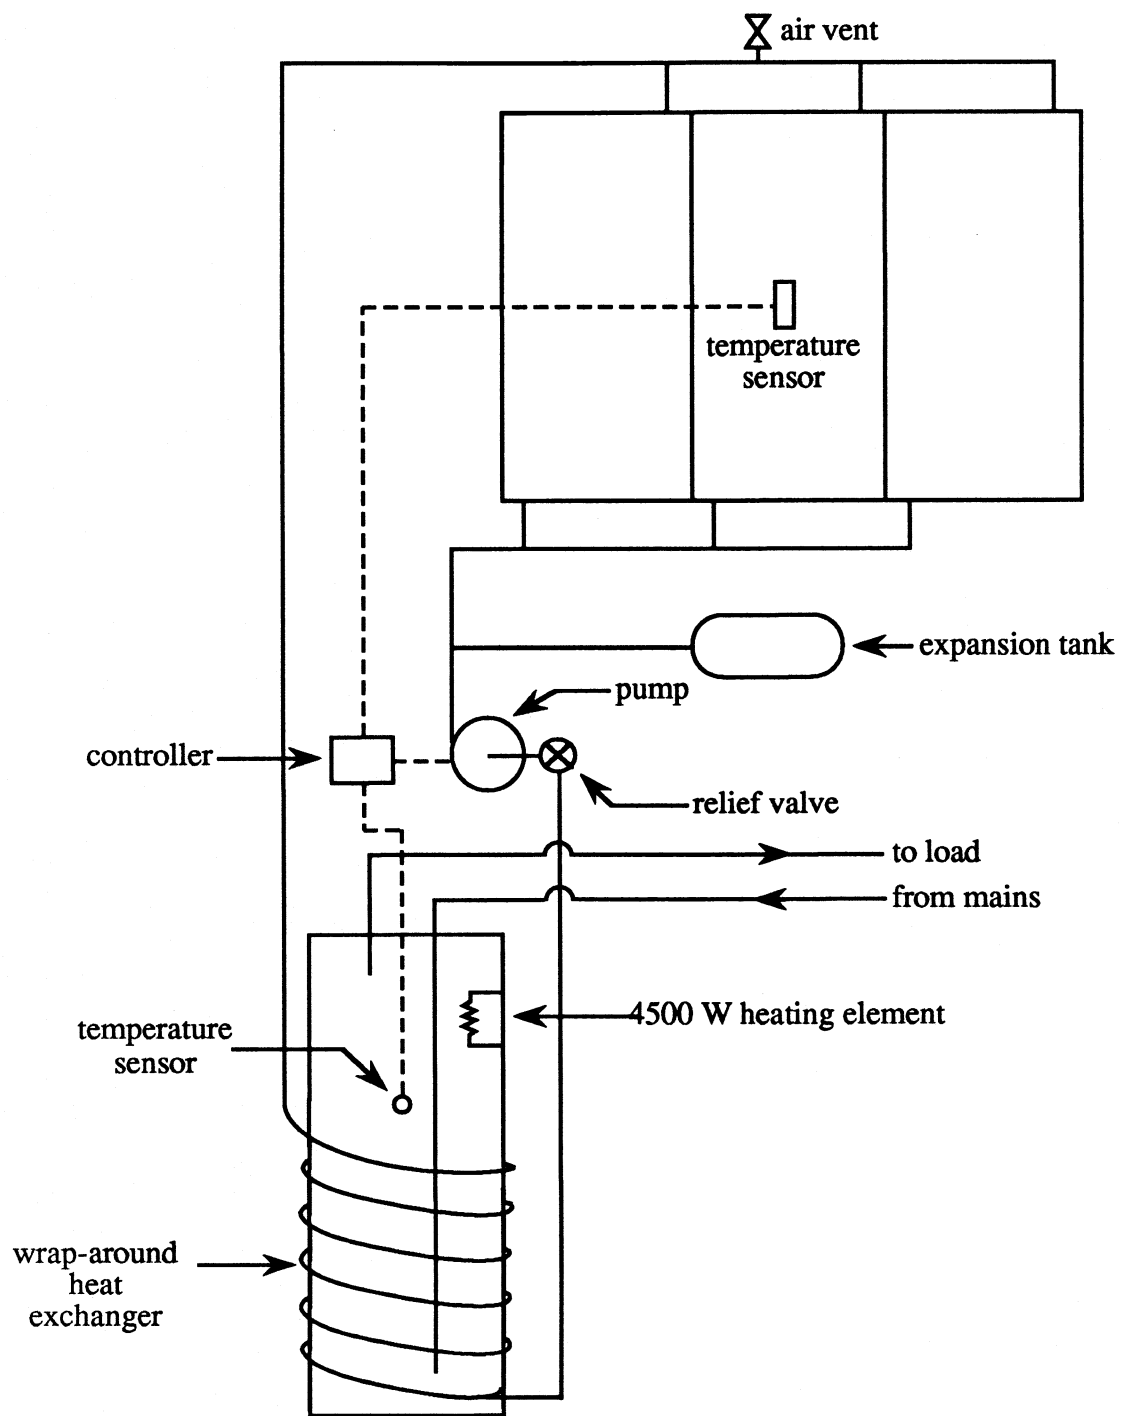 air vent
temperature
sensor
expansion tank
pump
controller
relief valve
to load
from mains
4500 W heating element
temperature
sensor
wrap-around
heat
exchanger